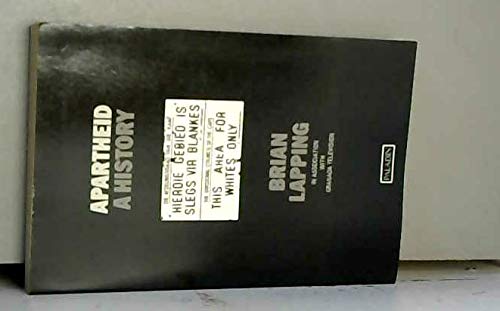 APARTHEID
A HISTORY
HIERDIE GEBIED IS
SLEGS VIR BLANKES
THIS AREA FOR
WHITES ONLY
BRIAN
LAPPING
IN ASSOCIATION
WITH
GRANADA TELEVISION
PALADIN